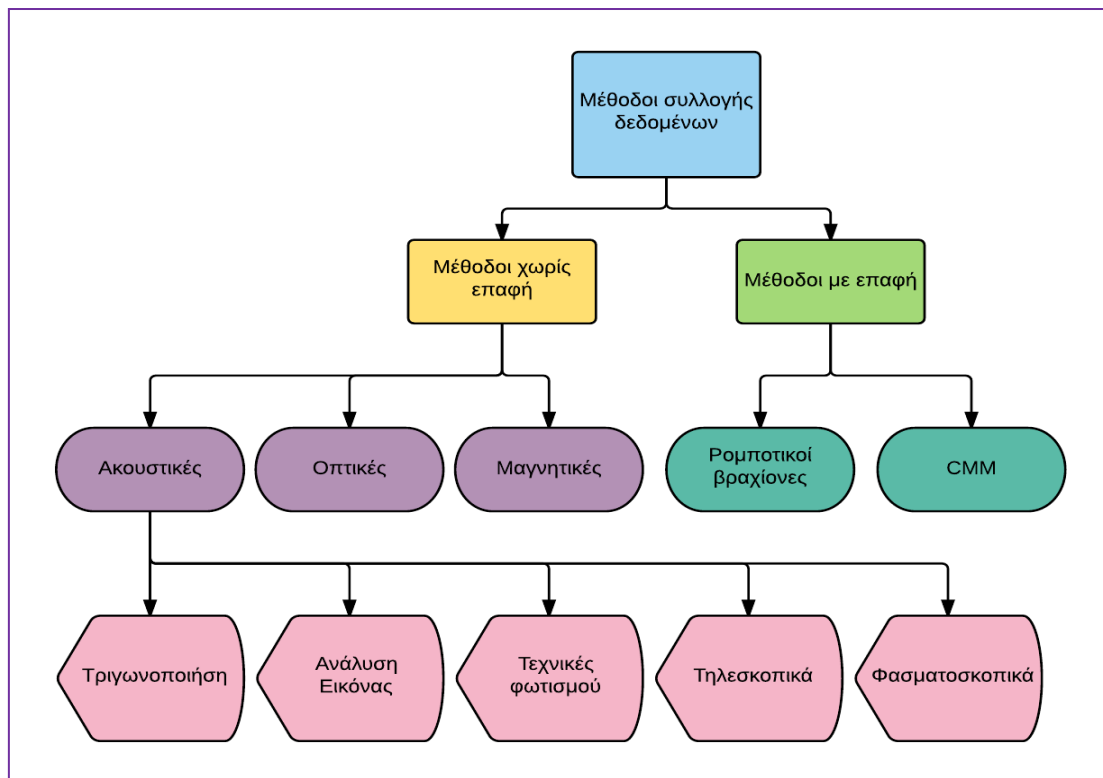 Μέθοδοι συλλογής
δεδομένων
Μέθοδοι χωρίς
επαφή
Μέθοδοι με επαφή
Ακουστικές
Οπτικές
Μαγνητικές
Ρομποτικοί
βραχίονες
CMM
Τριγωνοποιήση
Ανάλυση
Εικόνας
Τεχνικές
φωτισμού
Τηλεσκοπικά
Φασματοσκοπικά